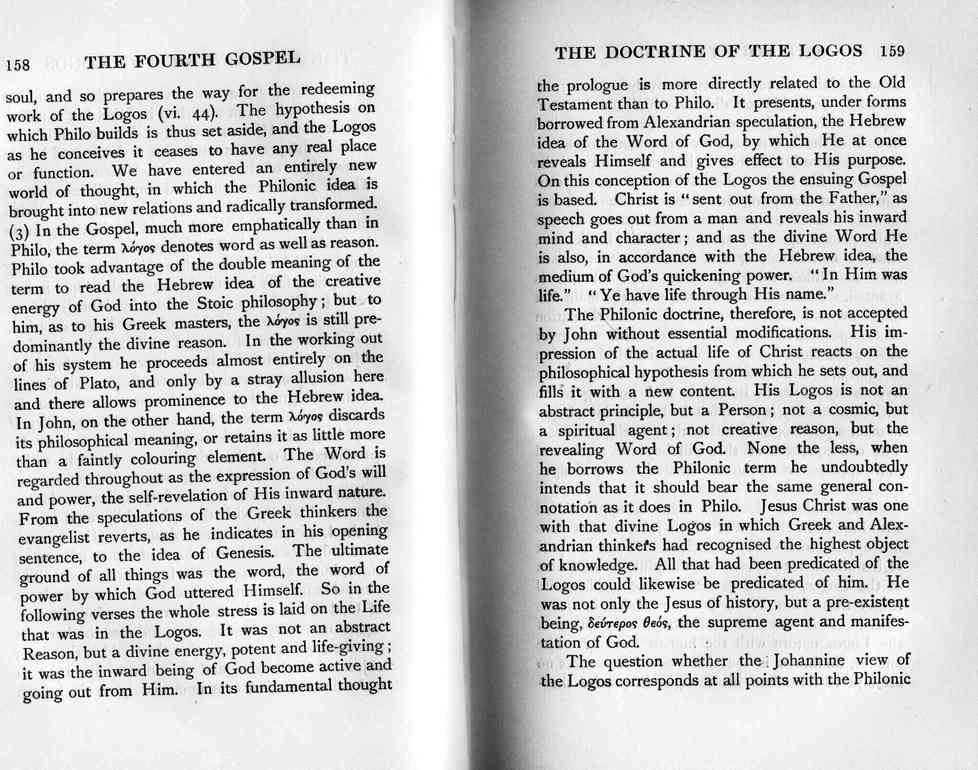 158 THE FOURTH GOSPEL
soul, and so prepares the way for the redeeming
work of the Logos (vi. 44). The hypothesis on
which Philo builds is thus set aside, and the Logos
as he conceives it ceases to have any real place
or function. We have entered an entirely new
world of thought, in which the Philonic idea is
brought into new relations and radically transformed.
(3) In the Gospel, much more emphatically than in
Philo, the term λόγος denotes word as well as reason.
Philo took advantage of the double meaning of the
term to read the Hebrew idea of the creative
energy of God into the Stoic philosophy; but to
him, as to his Greek masters, the λόγος is still pre-
dominantly the divine reason. In the working out
of his system he proceeds almost entirely on the
lines of Plato, and only by a stray allusion here
and there allows prominence to the Hebrew idea.
In John, on the other hand, the term λόγος discards
its philosophical meaning, or retains it as little more
than a faintly colouring element. The Word is
regarded throughout as the expression of God's will
and power, the self-revelation of His inward nature.
From the speculations of the Greek thinkers the
evangelist reverts, as he indicates in his opening
sentence, to the idea of Genesis. The ultimate
ground of all things was the word, the word of
power by which God uttered Himself. So in the
following verses the whole stress is laid on the Life
that was in the Logos. It was not an abstract
Reason, but a divine energy, potent and life-giving;
it was the inward being of God become active and
going out from Him. In its fundamental thought
THE DOCTRINE OF THE LOGOS 159
the prologue is more directly related to the Old
Testament than to Philo. It presents, under forms
borrowed from Alexandrian speculation, the Hebrew
idea of the Word of God, by which He at once
reveals Himself and gives effect to His purpose.
On this conception of the Logos the ensuing Gospel
is based. Christ is "sent out from the Father," as
speech goes out from a man and reveals his inward
mind and character; and as the divine Word He
is also, in accordance with the Hebrew idea, the
medium of God's quickening power. "In Him was
life." "Ye have life through His name."
The Philonic doctrine, therefore, is not accepted
by John without essential modifications. His im-
pression of the actual life of Christ reacts on the
philosophical hypothesis from which he sets out, and
fills it with a new content. His Logos is not an
abstract principle, but a Person; not a cosmic, but
a spiritual agent; not creative reason, but the
revealing Word of God. None the less, when
he borrows the Philonic term he undoubtedly
intends that it should bear the same general con-
notation as it does in Philo. Jesus Christ was one
with that divine Logos in which Greek and Alex-
andrian thinkers had recognised the highest object
of knowledge. All that had been predicated of the
Logos could likewise be predicated of him. He
was not only the Jesus of history, but a pre-existent
being, δεύτερος θεός, the supreme agent and manifes-
tation of God.
The question whether the Johannine view of
the Logos corresponds at all points with the Philonic